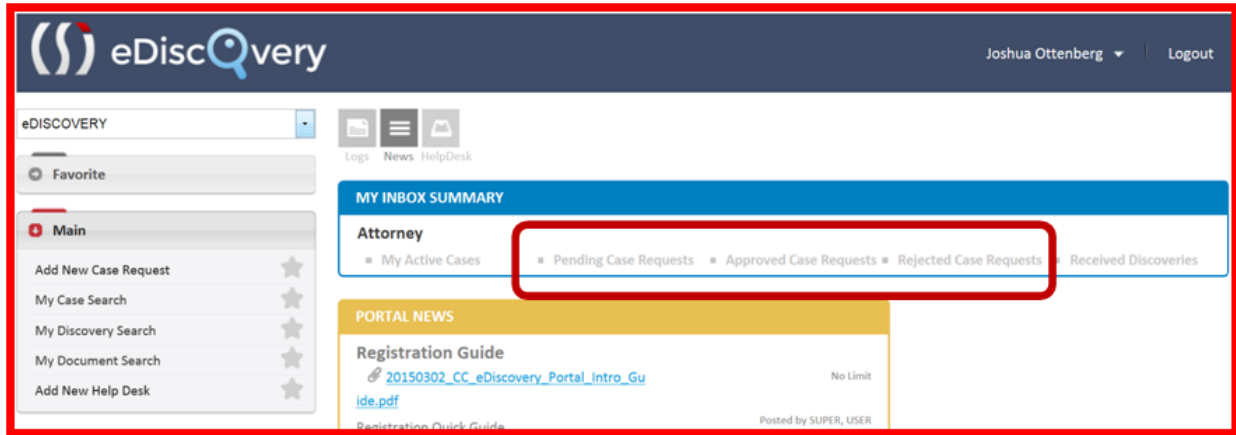 eDiscovery
Joshua Ottenberg
Logout
eDISCOVERY
Favorite
Main
Add New Case Request
My Case Search
My Discovery Search
My Document Search
Add New Help Desk
Logs News HelpDesk
MY INBOX SUMMARY
Attorney
My Active Cases Pending Case Requests Approved Case Requests Rejected Case Requests Received Discoveries
PORTAL NEWS
Registration Guide
20150302_CC_eDiscovery_Portal_Intro_Gu
ide.pdf
No Limit
Posted by SUPER, USER
Registration Quick Guide